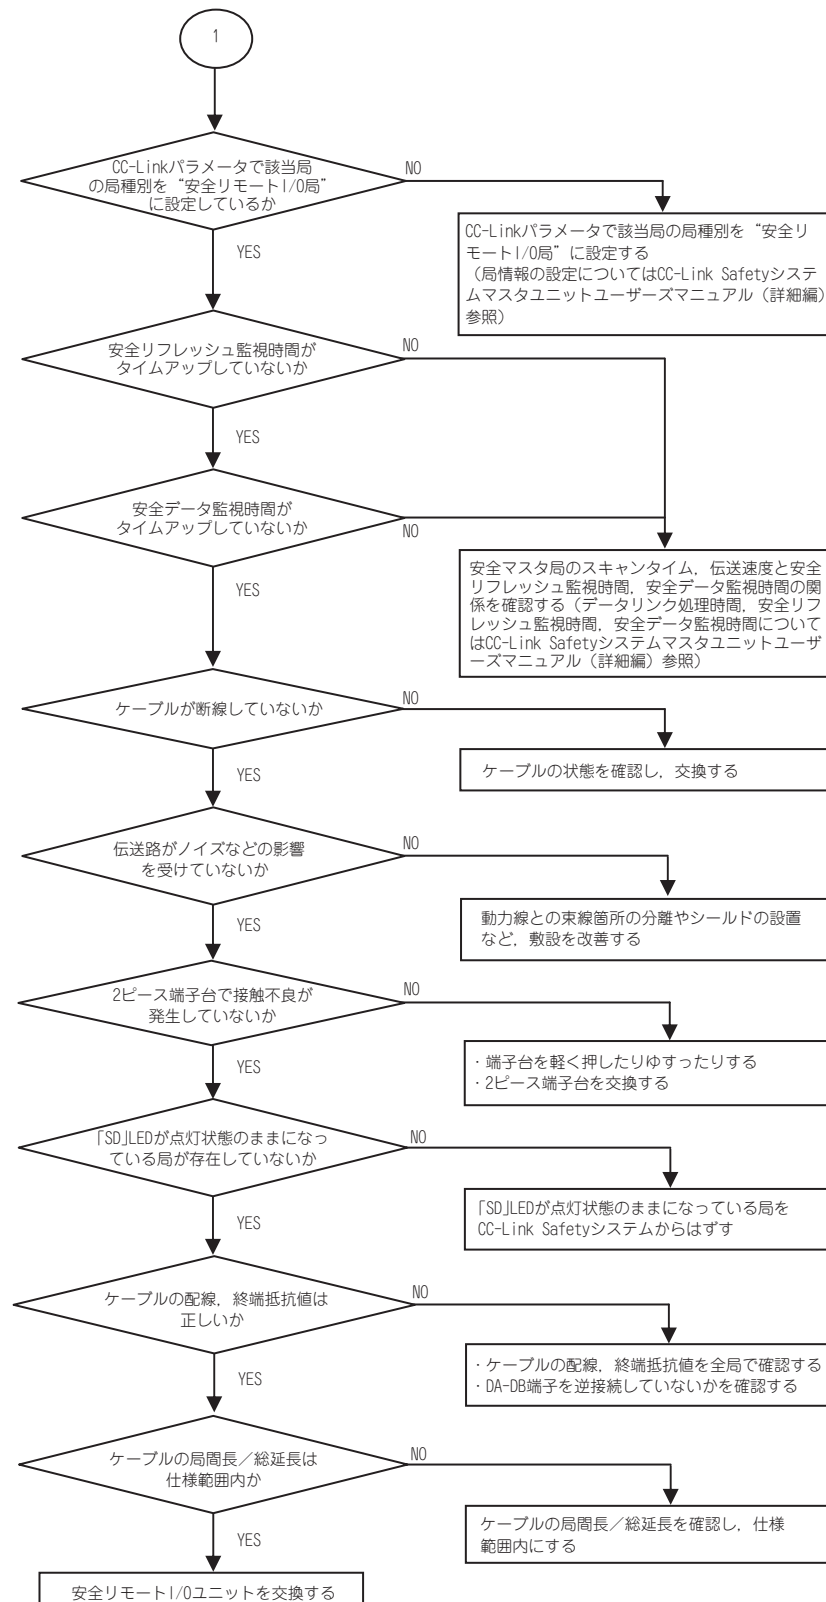 1
CC-Linkパラメータで該当局
の局種別を“安全リモートI/O局”
に設定しているか
NO
YES
CC-Linkパラメータで該当局の局種別を“安全リ
モートI/O局”に設定する
（局情報の設定についてはCC-Link Safetyシステ
ムマスタユニットユーザーズマニュアル（詳細編）
参照）
安全リフレッシュ監視時間が
タイムアップしていないか
NO
YES
安全データ監視時間が
タイムアップしていないか
NO
YES
安全マスタ局のスキャンタイム，伝送速度と安全
リフレッシュ監視時間，安全データ監視時間の関
係を確認する（データリンク処理時間，安全リフ
レッシュ監視時間，安全データ監視時間について
はCC-Link Safetyシステムマスタユニットユーザ
ーズマニュアル（詳細編）参照）
ケーブルが断線していないか
NO
YES
ケーブルの状態を確認し，交換する
伝送路がノイズなどの影響
を受けていないか
NO
YES
動力線との束線箇所の分離やシールドの設置
など，敷設を改善する
2ピース端子台で接触不良が
発生していないか
NO
YES
・端子台を軽く押したりゆすったりする
・2ピース端子台を交換する
「SD」LEDが点灯状態のままになっ
ている局が存在していないか
NO
YES
「SD」LEDが点灯状態のままになっている局を
CC-Link Safetyシステムからはずす
ケーブルの配線，終端抵抗値は
正しいか
NO
YES
・ケーブルの配線，終端抵抗値を全局で確認する
・DA-DB端子を逆接続していないかを確認する
ケーブルの局間長／総延長は
仕様範囲内か
NO
YES
ケーブルの局間長／総延長を確認し，仕様
範囲内にする
安全リモートI/Oユニットを交換する